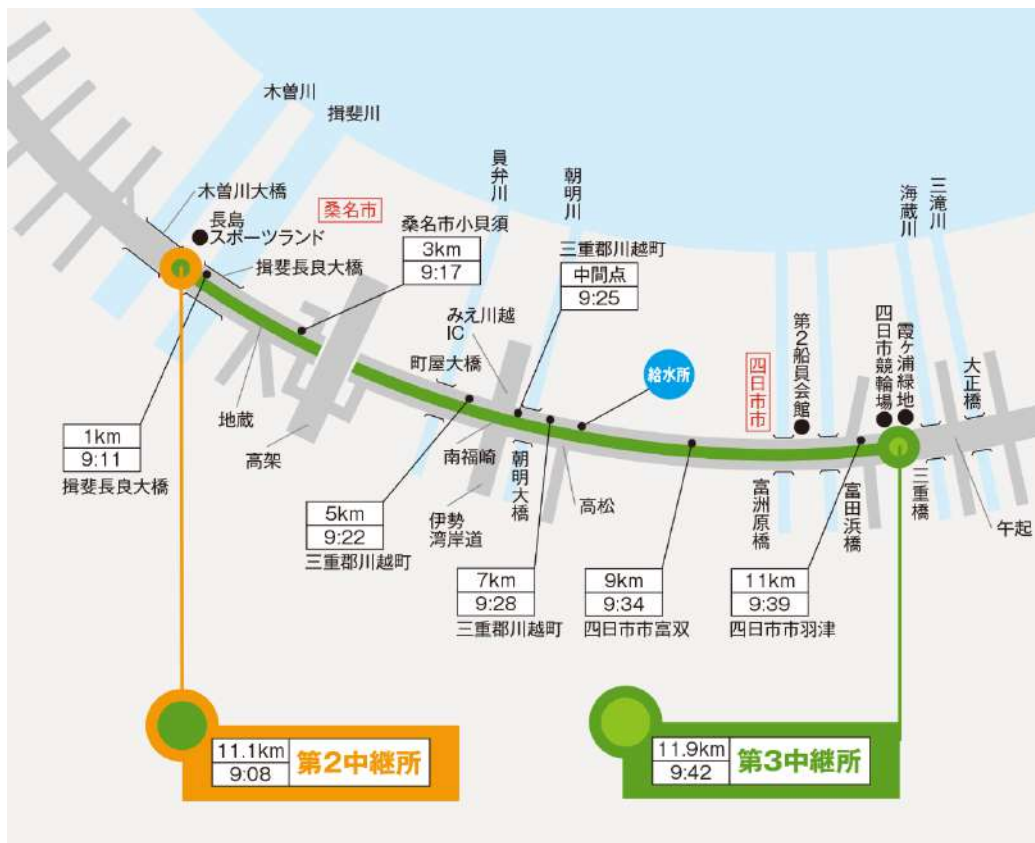 木曽川
揖斐川
員弁川
朝明川
海蔵川
三滝川
木曽川大橋
長島
スポーツランド
桑名市
揖斐長良大橋
桑名市小貝須
3km
9:17
三重郡川越町
中間点
9:25
みえ川越
IC
町屋大橋
給水所
四日市市
第2船員会館
四日市競輪場
霞ヶ浦緑地
大正橋
地蔵
高架
南福崎
朝明大橋
伊勢
湾岸道
高松
富洲原橋
富田浜橋
三重橋
午起
1km
9:11
揖斐長良大橋
5km
9:22
三重郡川越町
7km
9:28
三重郡川越町
9km
9:34
四日市市富双
11km
9:39
四日市市羽津
11.1km
9:08
第2中継所
11.9km
9:42
第3中継所